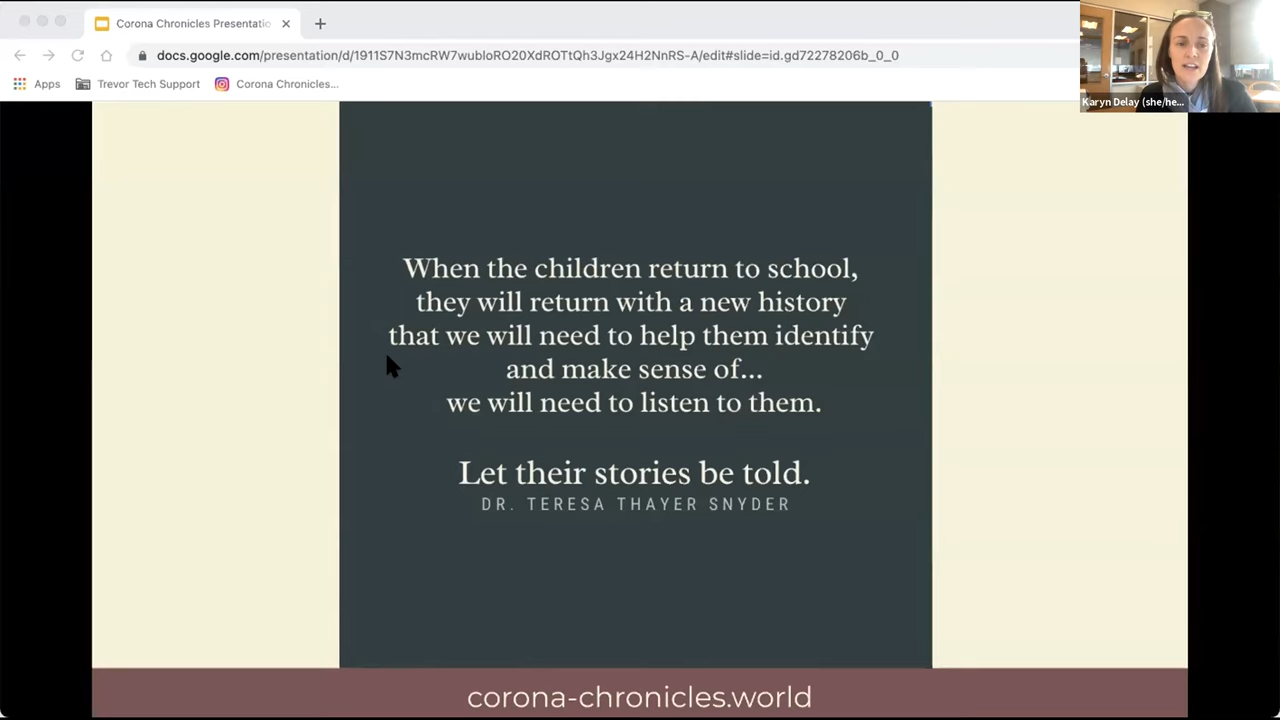 Corona Chronicles Presentatio
docs.google.com/presentation/d/1911S7N3mcRW7wubloRO20XdROTtQh3Jgx24H2NnRS-A/edit#slide=id.gd72278206b_0_0
Apps
Trevor Tech Support
Corona Chronicles...
Karyn Delay (she/he...
When the children return to school,
they will return with a new history
that we will need to help them identify
and make sense of...
we will need to listen to them.
Let their stories be told.
DR. TERESA THAYER SNYDER
corona-chronicles.world